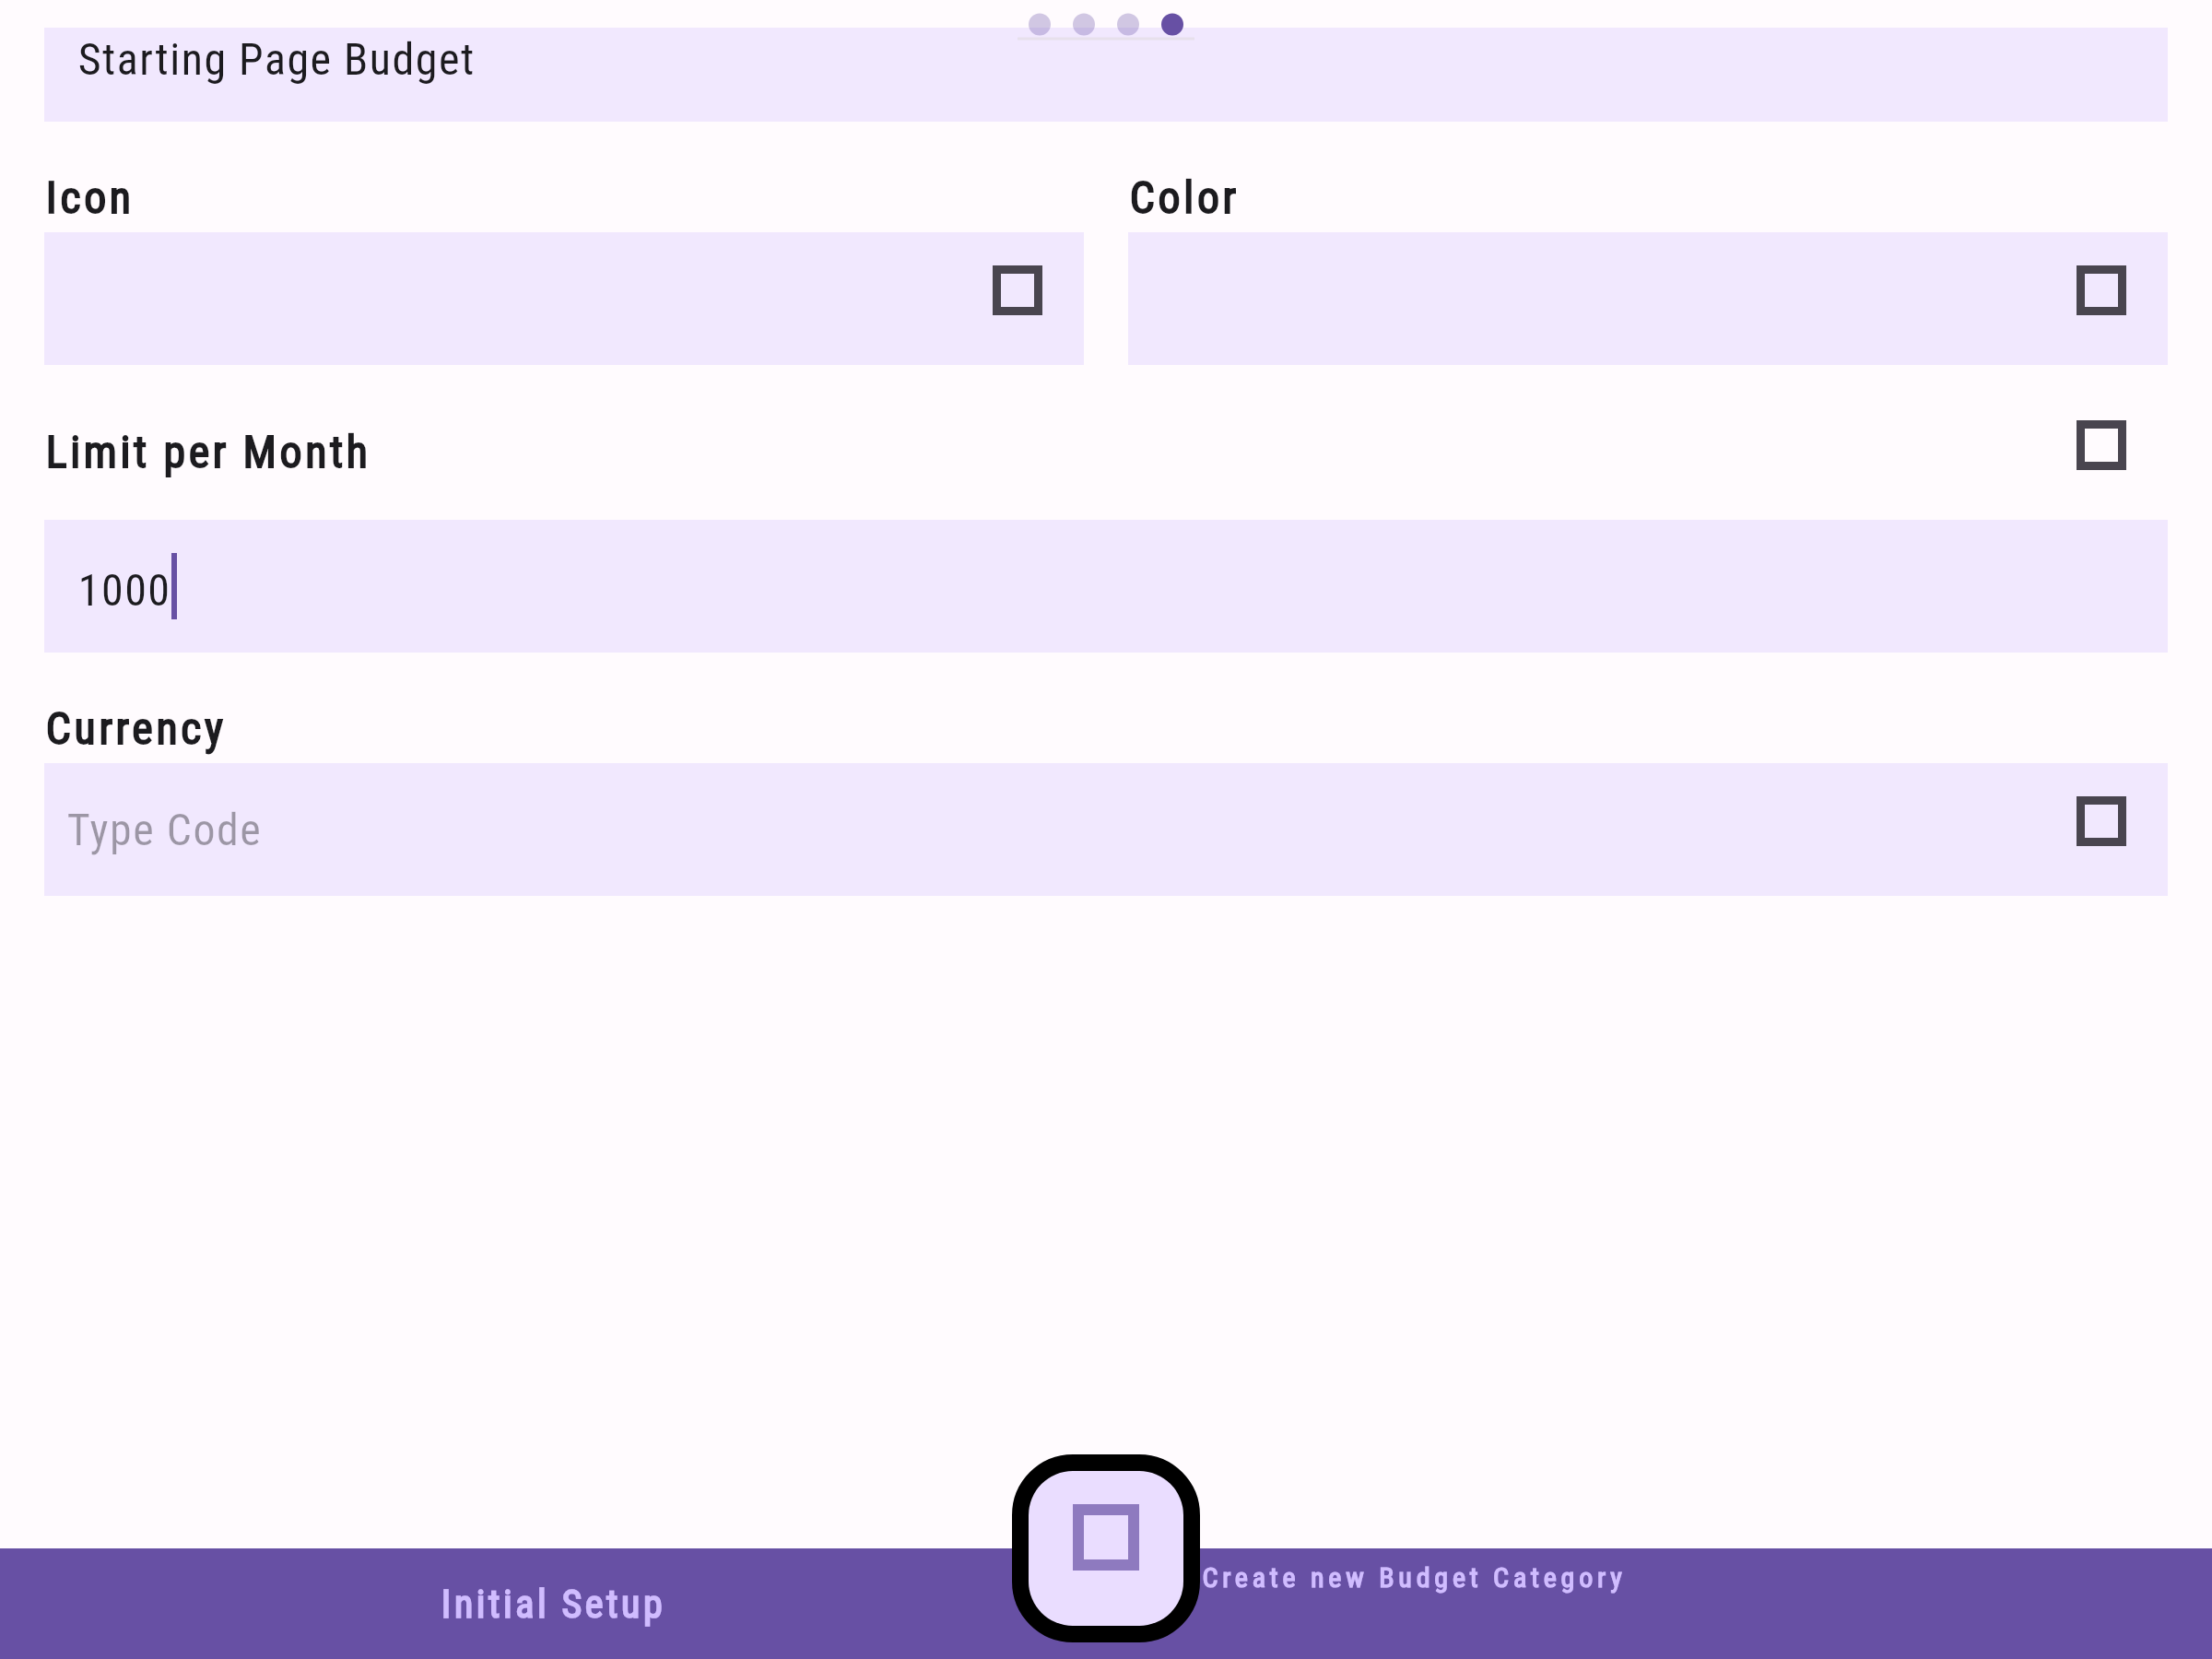 Starting Page Budget
Icon
Color
Limit per Month
1000
Currency
Type Code
Initial Setup
Create new Budget Category